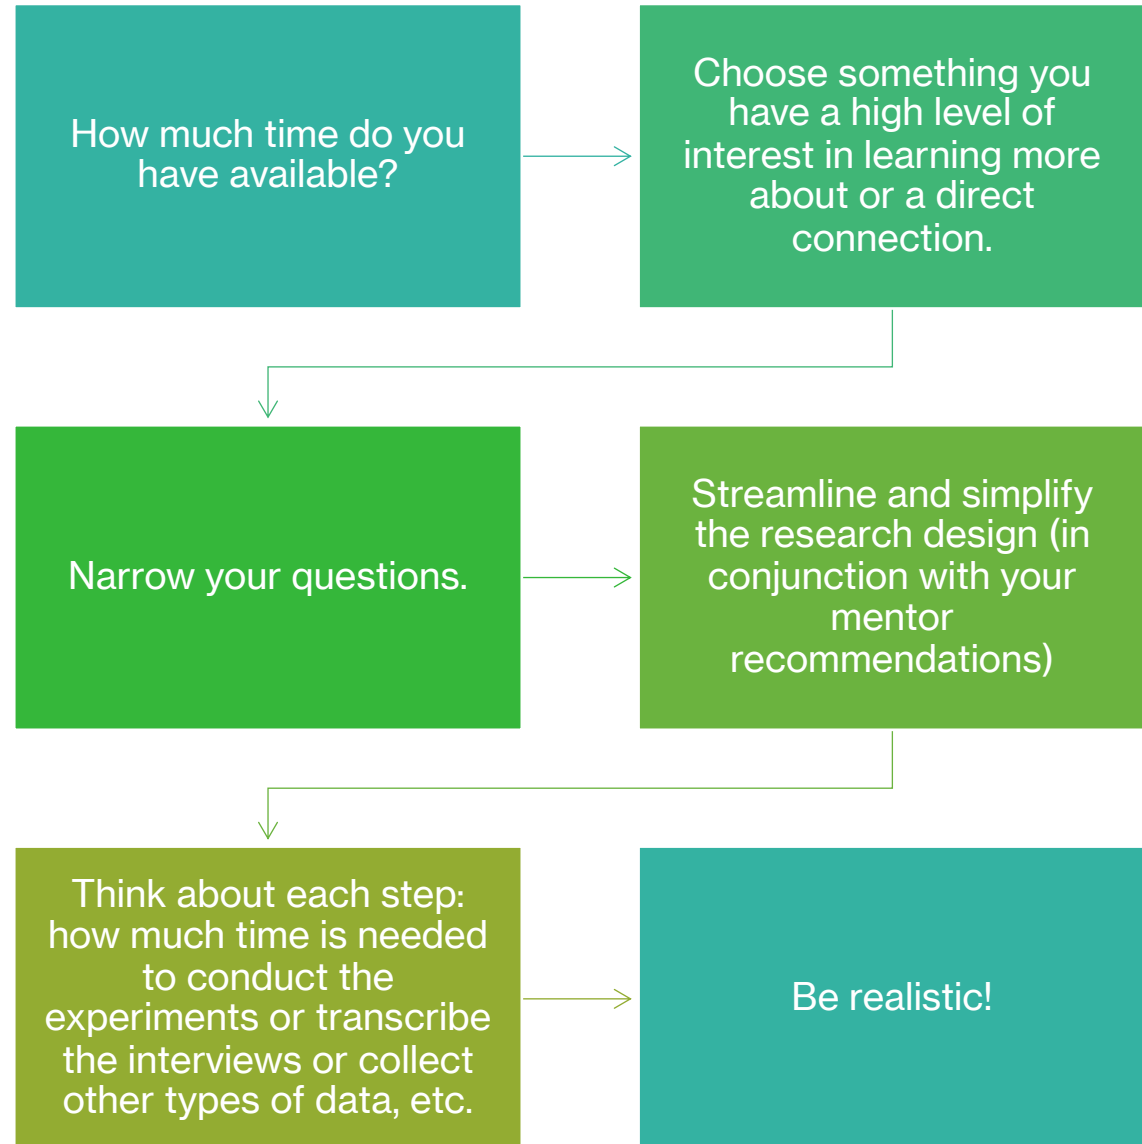 How much time do you
have available?
Choose something you
have a high level of
interest in learning more
about or a direct
connection.
Narrow your questions.
Streamline and simplify
the research design (in
conjunction with your
mentor
recommendations)
Think about each step:
how much time is needed
to conduct the
experiments or transcribe
the interviews or collect
other types of data, etc.
Be realistic!